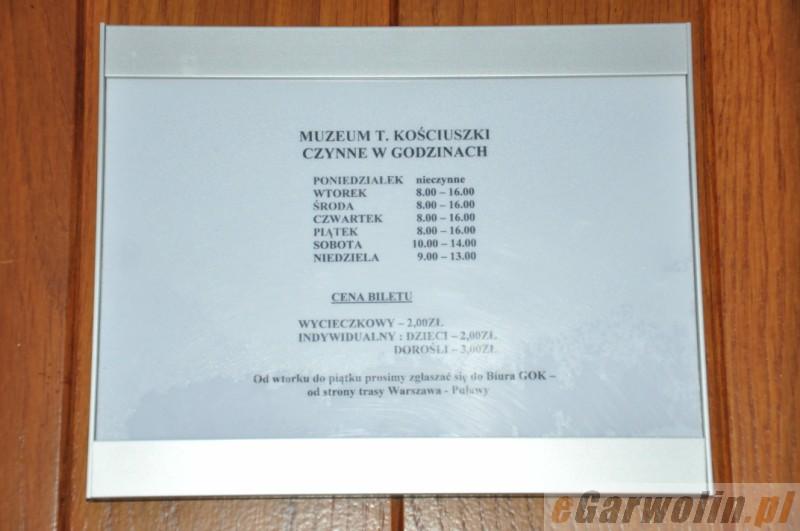 MUZEUM T. KOŚCIUSZKI
CZYNNE W GODZINACH
PONIEDZIAŁEK nieczynne
WTOREK 8.00 – 16.00
ŚRODA 8.00 – 16.00
CZWARTEK 8.00 – 16.00
PIĄTEK 8.00 – 16.00
SOBOTA 10.00 – 14.00
NIEDZIELA 9.00 – 13.00
CENA BILETU
WYCIECZKOWY – 2,00ZŁ
INDYWIDUALNY : DZIECI – 2,00ZŁ
DOROŚLI – 3,00ZŁ
Od wtorku do piątku prosimy zgłaszać się do Biura GOK –
od strony trasy Warszawa - Puławy
eGarwolin.pl